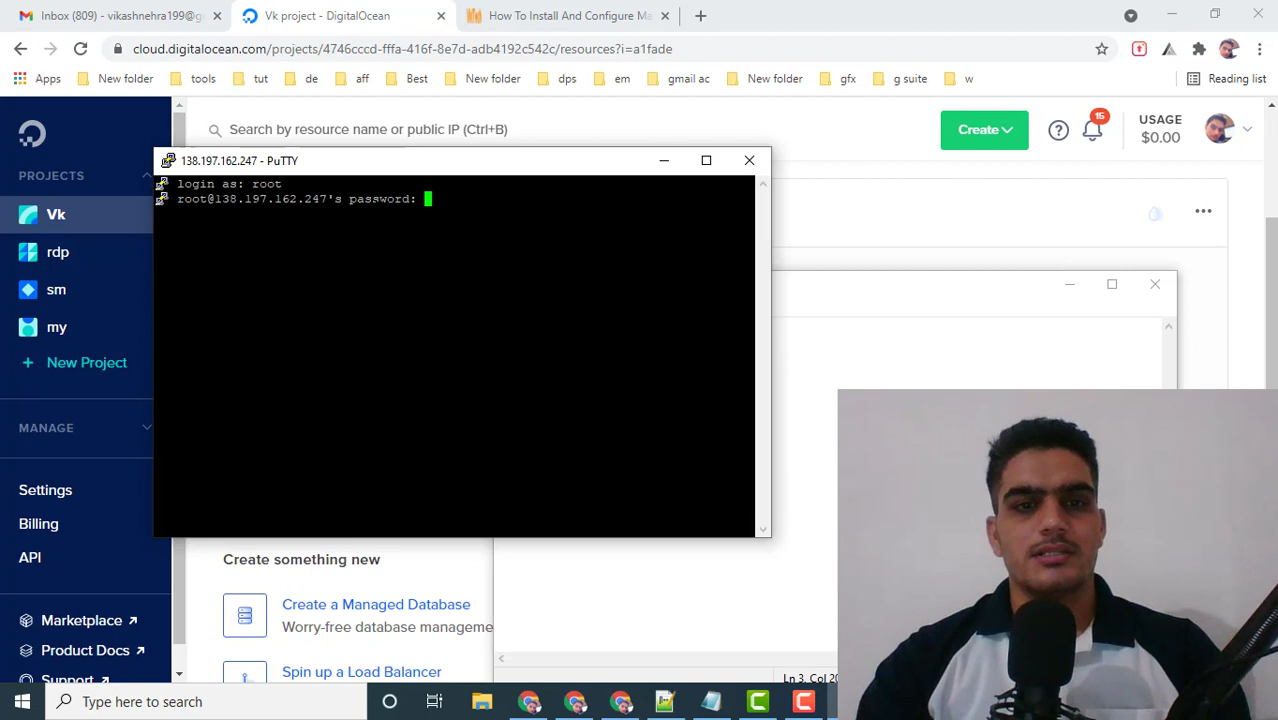 Inbox (809) - vikashnehra199@g
Vk project - DigitalOcean
How To Install And Configure Ma
cloud.digitalocean.com/projects/4746cccd-fffa-416f-8e7d-adb4192c542c/resources?i=a1fade
Apps
New folder
tools
tut
de
aff
Best
New folder
dps
em
gmail ac
New folder
gfx
g suite
w
Reading list
Search by resource name or public IP (Ctrl+B)
Create
15
USAGE
$0.00
PROJECTS
Vk
rdp
sm
my
+ New Project
MANAGE
Settings
Billing
API
Marketplace
Product Docs
Support
138.197.162.247 - PuTTY
login as: root
root@138.197.162.247's password:
Create something new
Create a Managed Database
Worry-free database manageme
Spin up a Load Balancer
Ln 3, Col 20
Type here to search